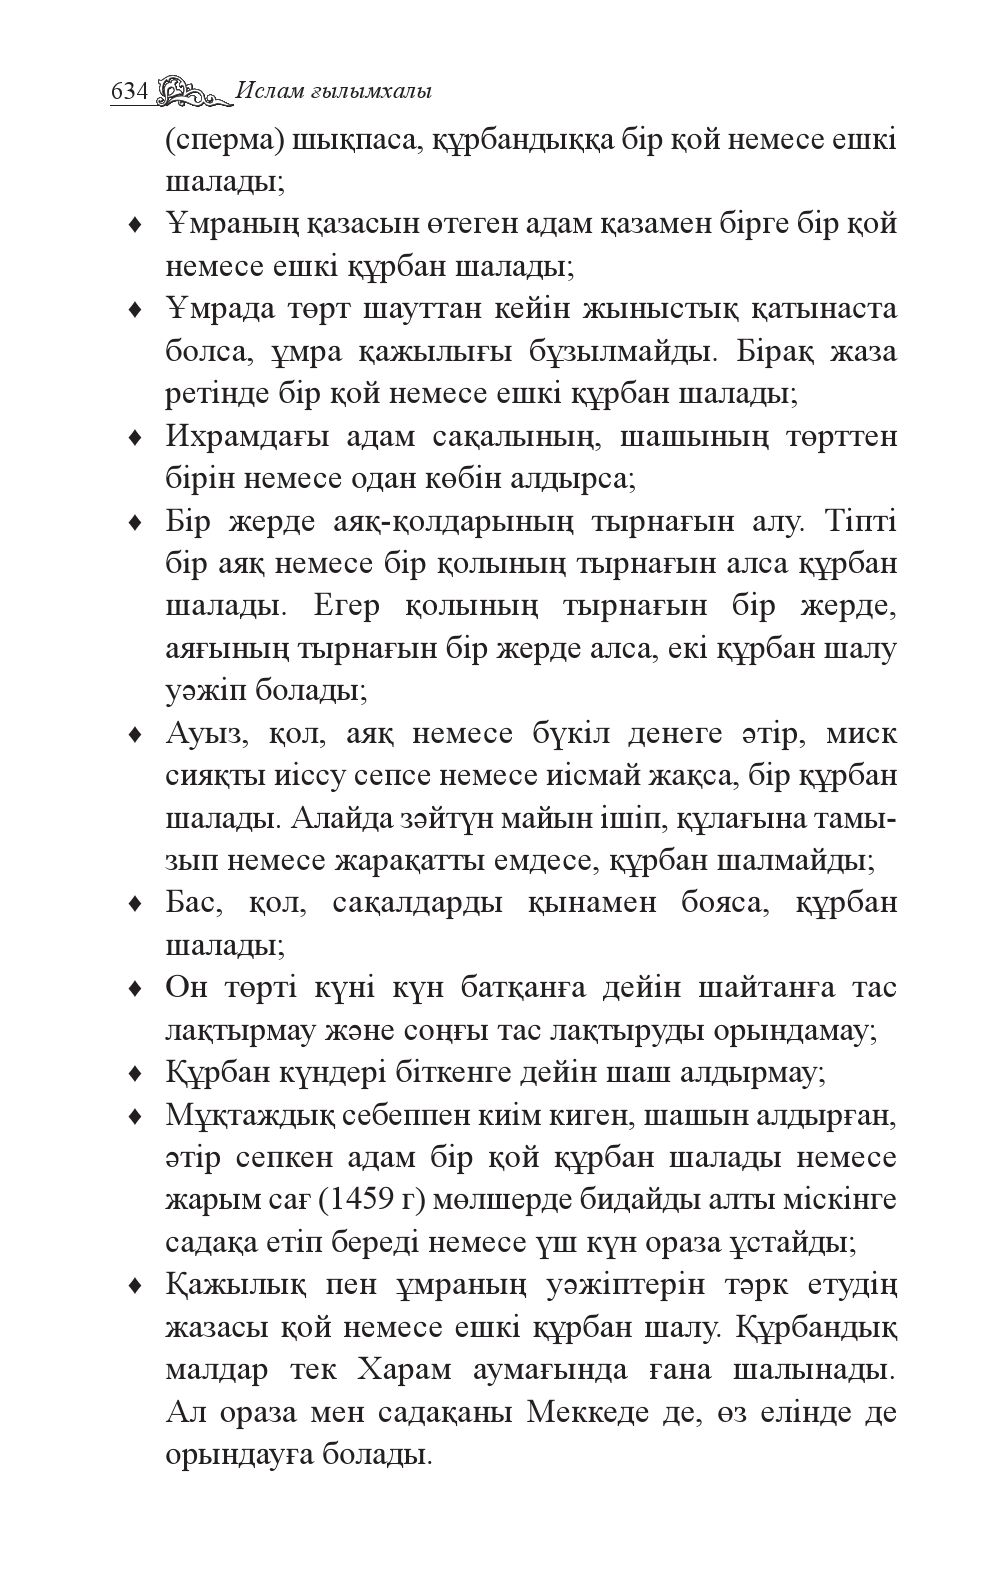 634 Ислам ғылымхалы
(сперма) шықпаса, құрбандыққа бір қой немесе ешкі
шалады;
♦ Ұмраның қазасын өтеген адам қазамен бірге бір қой
немесе ешкі құрбан шалады;
♦ Ұмрада төрт шауттан кейін жыныстық қатынаста
болса, ұмра қажылығы бұзылмайды. Бірақ жаза
ретінде бір қой немесе ешкі құрбан шалады;
♦ Ихрамдағы адам сақалының, шашының төрттен
бірін немесе одан көбін алдырса;
♦ Бір жерде аяқ-қолдарының тырнағын алу. Тіпті
бір аяқ немесе бір қолының тырнағын алса құрбан
шалады. Егер қолының тырнағын бір жерде,
аяғының тырнағын бір жерде алса, екі құрбан шалу
уәжіп болады;
♦ Ауыз, қол, аяқ немесе бүкіл денеге әтір, миск
сияқты иіссу сепсе немесе иісмай жақса, бір құрбан
шалады. Алайда зәйтүн майын ішіп, құлағына тамы-
зып немесе жарақатты емдесе, құрбан шалмайды;
♦ Бас, қол, сақалдарды қынамен бояса, құрбан
шалады;
♦ Он төрті күні күн батқанға дейін шайтанға тас
лақтырмау және соңғы тас лақтыруды орындамау;
♦ Құрбан күндері біткенге дейін шаш алдырмау;
♦ Мұқтаждық себеппен киім киген, шашын алдырған,
әтір сепкен адам бір қой құрбан шалады немесе
жарым сағ (1459 г) мөлшерде бидайды алты міскінге
садақа етіп береді немесе үш күн ораза ұстайды;
♦ Қажылық пен ұмраның уәжіптерін тәрк етудің
жазасы қой немесе ешкі құрбан шалу. Құрбандық
малдар тек Харам аумағында ғана шалынады.
Ал ораза мен садақаны Меккеде де, өз елінде де
орындауға болады.